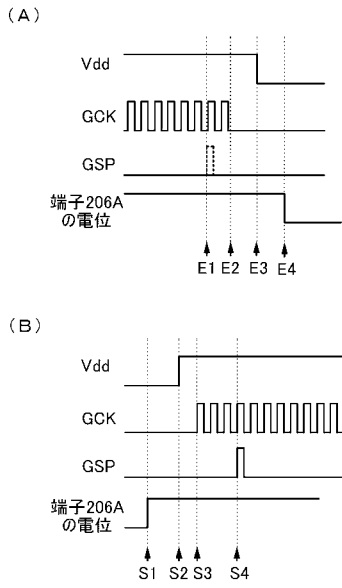 (A)
Vdd
GCK
GSP
端子206A
の電位
E1 E2 E3 E4
(B)
Vdd
GCK
GSP
端子206A
の電位
S1 S2 S3 S4